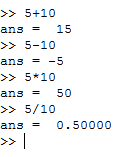 >> 5+10
ans =  15
>> 5-10
ans = -5
>> 5*10
ans =  50
>> 5/10
ans =  0.50000
>>